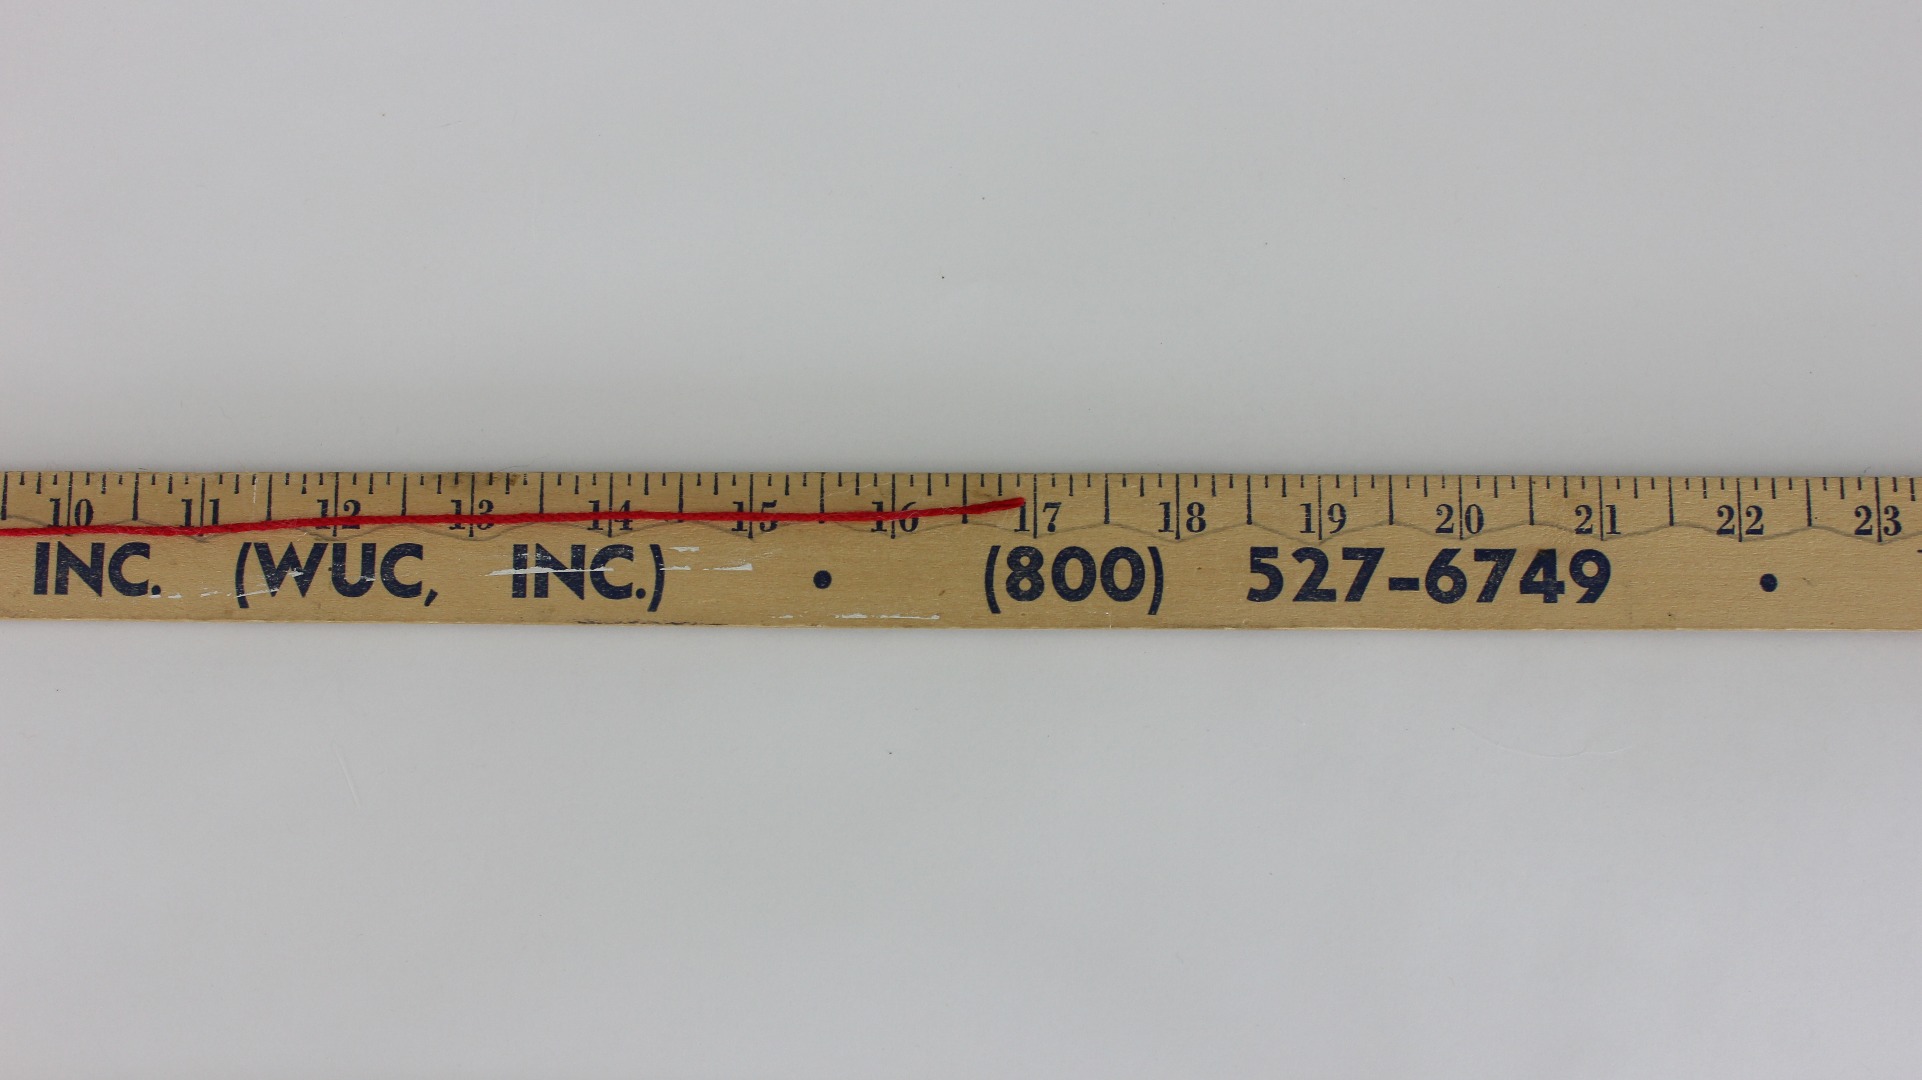 10 11 12 13 14 15 16 17 18 19 20 21 22 23
INC. (WUC, INC.) • (800) 527-6749 •